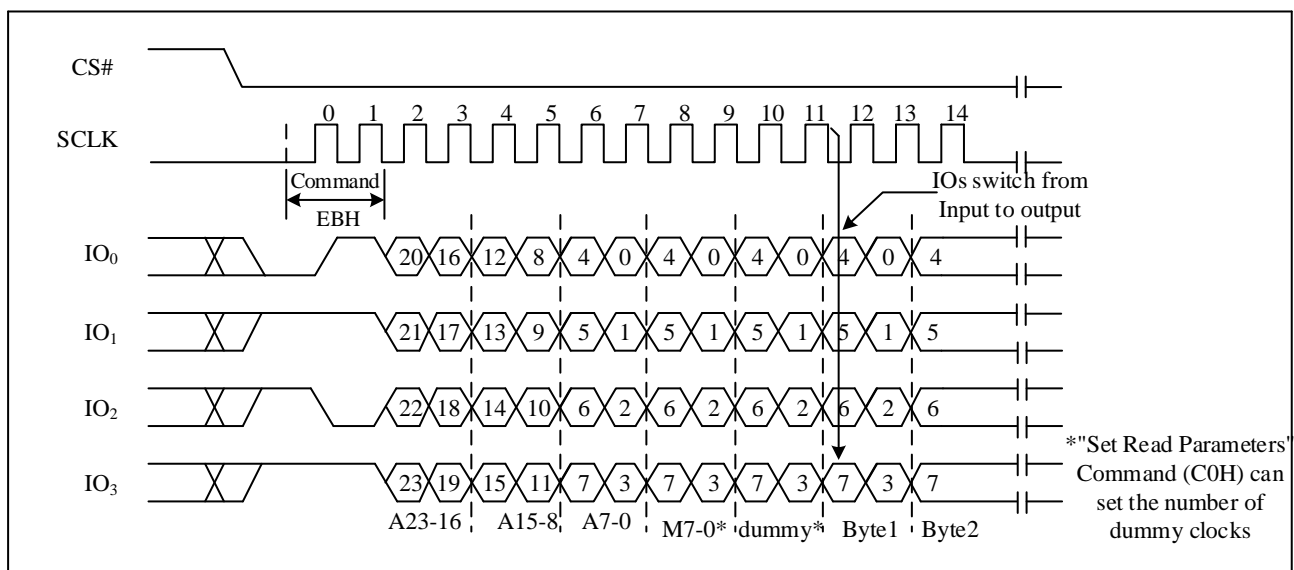 CS#
0 1 2 3 4 5 6 7 8 9 10 11 12 13 14
SCLK
Command
EBH
IOs switch from
Input to output
IO₀ 20 16 12 8 4 0 4 0 4 0 4 0 4
IO₁ 21 17 13 9 5 1 5 1 5 1 5 1 5
IO₂ 22 18 14 10 6 2 6 2 6 2 6 2 6
IO₃ 23 19 15 11 7 3 7 3 7 3 7 3 7
A23-16 A15-8 A7-0 M7-0* dummy* Byte1 Byte2
*"Set Read Parameters"
Command (C0H) can
set the number of
dummy clocks